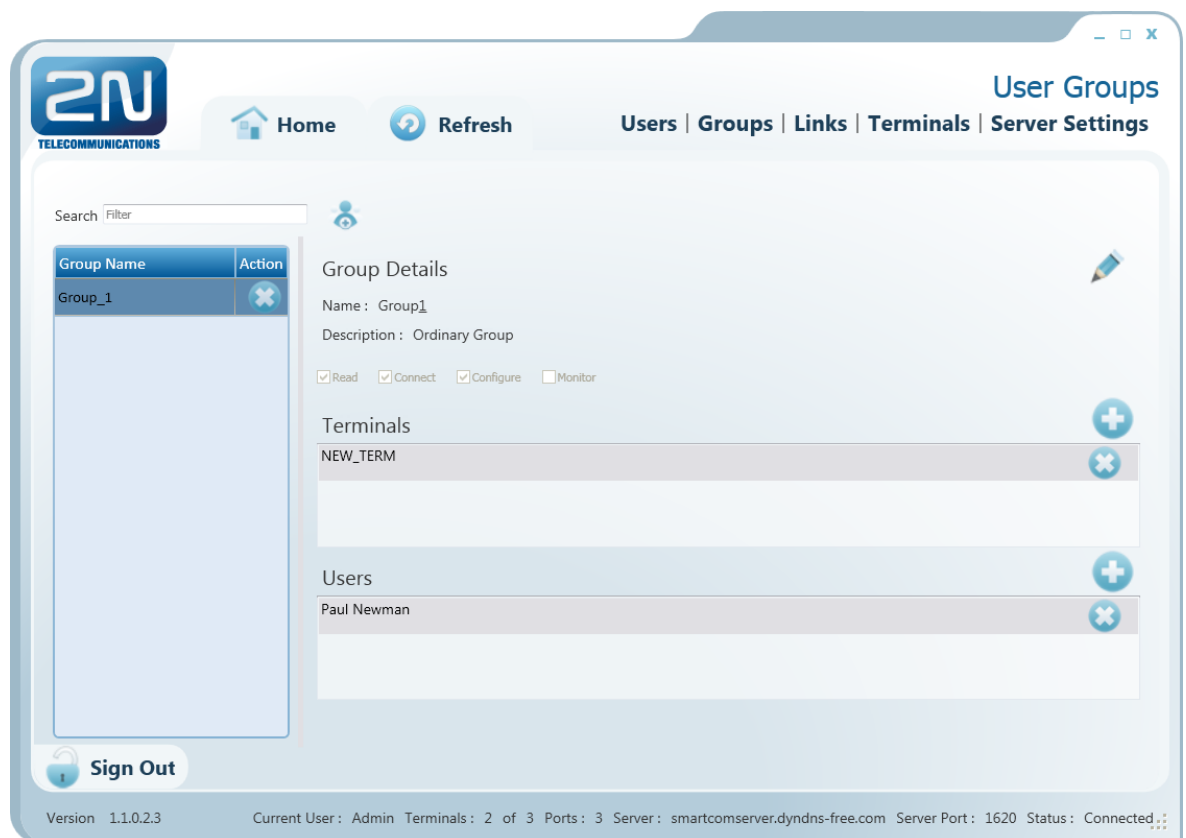 2N
TELECOMMUNICATIONS
Home
Refresh
User Groups
Users | Groups | Links | Terminals | Server Settings
Search Filter
Group Name Action
Group_1
Group Details
Name : Group1
Description : Ordinary Group
Read Connect Configure Monitor
Terminals
NEW_TERM
Users
Paul Newman
Sign Out
Version 1.1.0.2.3 Current User : Admin Terminals : 2 of 3 Ports : 3 Server : smartcomserver.dyndns-free.com Server Port : 1620 Status : Connected